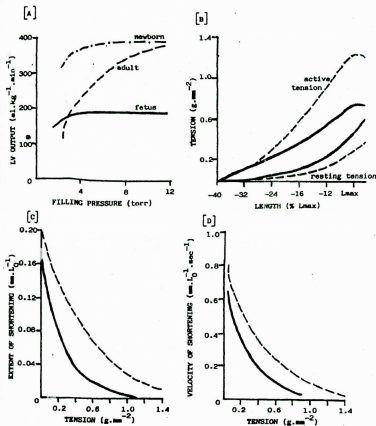 [A]
LV OUTPUT (ml.kg⁻¹.min⁻¹)
400
300
200
100
0
newborn
adult
fetus
4
8
12
FILLING PRESSURE (torr)
[B]
TENSION (g.mm⁻²)
1.4
1.0
0.6
0.2
active
tension
resting tension
-40
-24
-12
Lmax
LENGTH (% Lmax)
[C]
EXTENT OF SHORTENING (mm.L₀⁻¹)
0.20
0.16
0.12
0.04
0.2
0.6
1.0
1.4
TENSION (g.mm⁻²)
[D]
VELOCITY OF SHORTENING (mm.L₀⁻¹.sec⁻¹)
1.0
0.8
0.6
0.4
0.2
0
0.2
0.6
1.0
1.4
TENSION (g.mm⁻²)